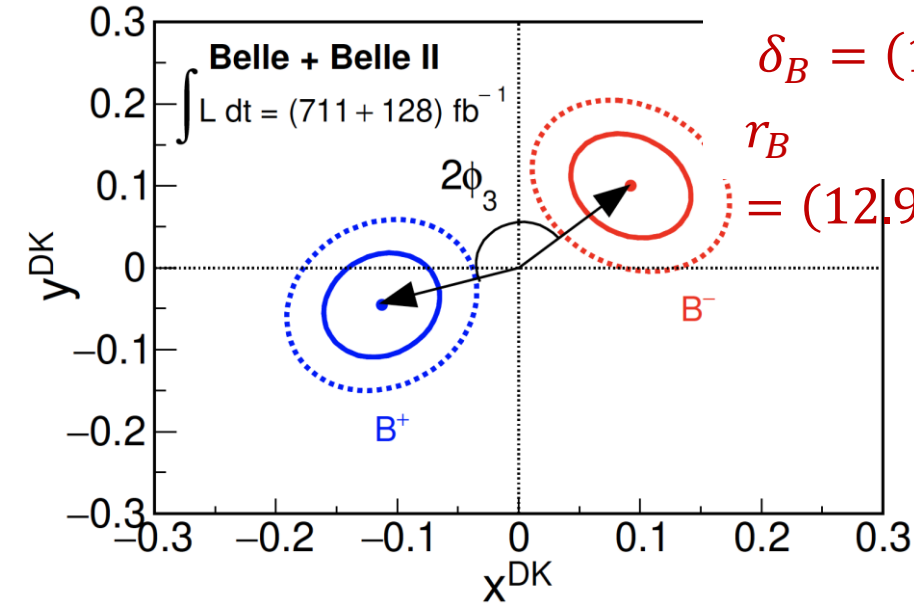 0.3
Belle + Belle II
∫ L dt = (711 + 128) fb⁻¹
δ_B = (1
r_B
= (12.9
0.2
2ϕ₃
0.1
0
B⁻
−0.1
B⁺
−0.2
−0.3
y^DK
−0.3 −0.2 −0.1 0 0.1 0.2 0.3
x^DK